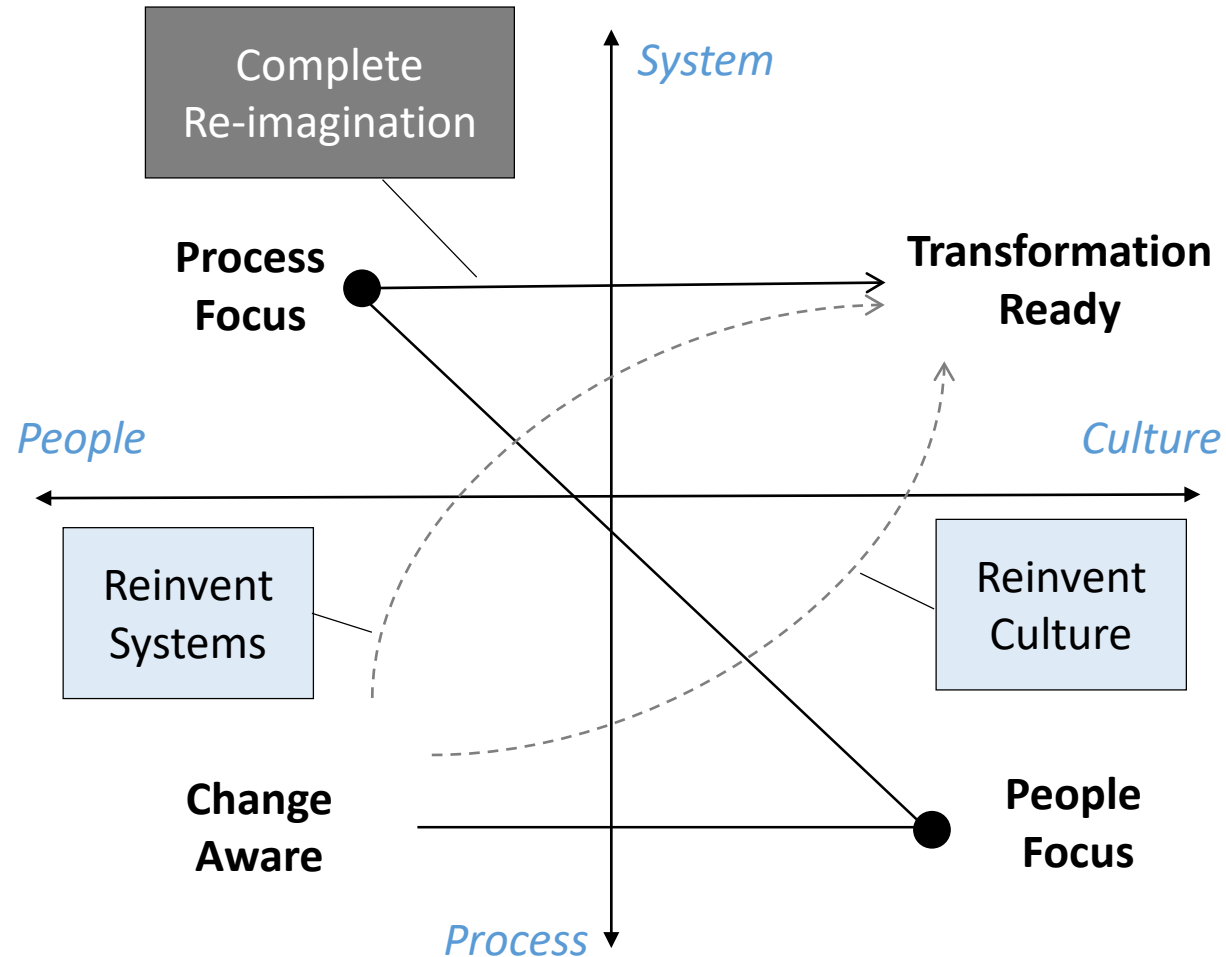 Complete
Re-imagination
System
Process
Focus
Transformation
Ready
People
Culture
Reinvent
Systems
Reinvent
Culture
Change
Aware
People
Focus
Process